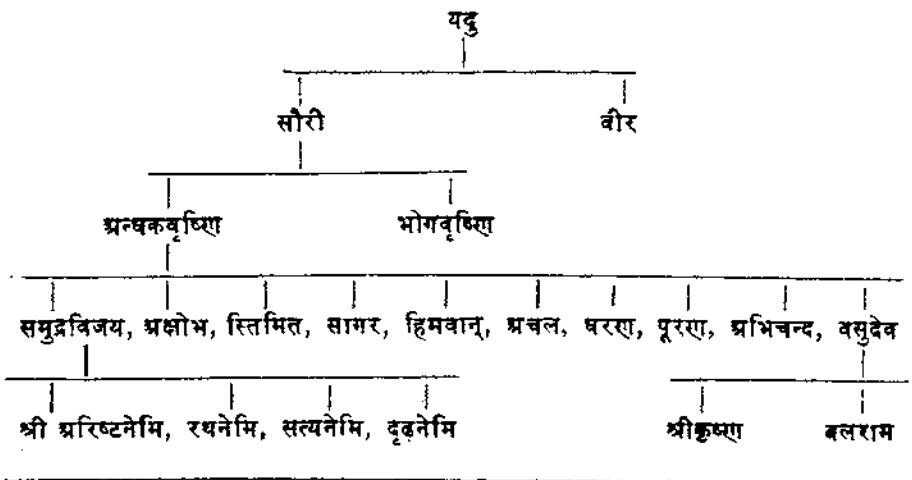 यदु
सौरी वीर
अन्धकवृष्णि भोगवृष्णि
समुद्रविजय, अक्षोभ, स्तिमित, सागर, हिमवान्, अचल, धरण, पूरण, अभिचन्द, वसुदेव
श्री अरिष्टनेमि, रथनेमि, सत्यनेमि, दृढ़नेमि श्रीकृष्ण बलराम